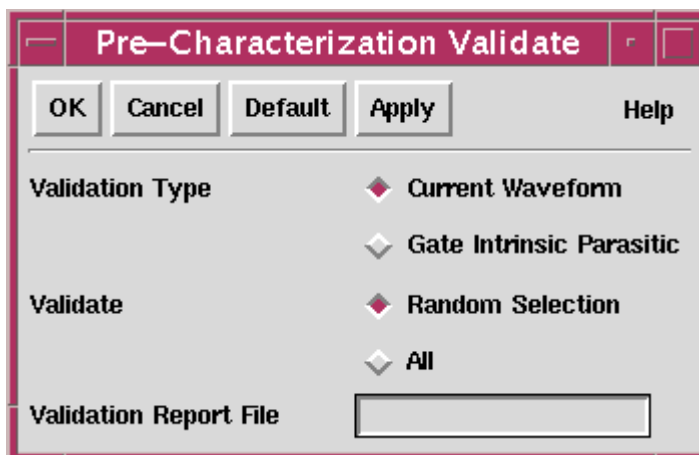 Pre–Characterization Validate
OK Cancel Default Apply Help
Validation Type Current Waveform
Gate Intrinsic Parasitic
Validate Random Selection
All
Validation Report File